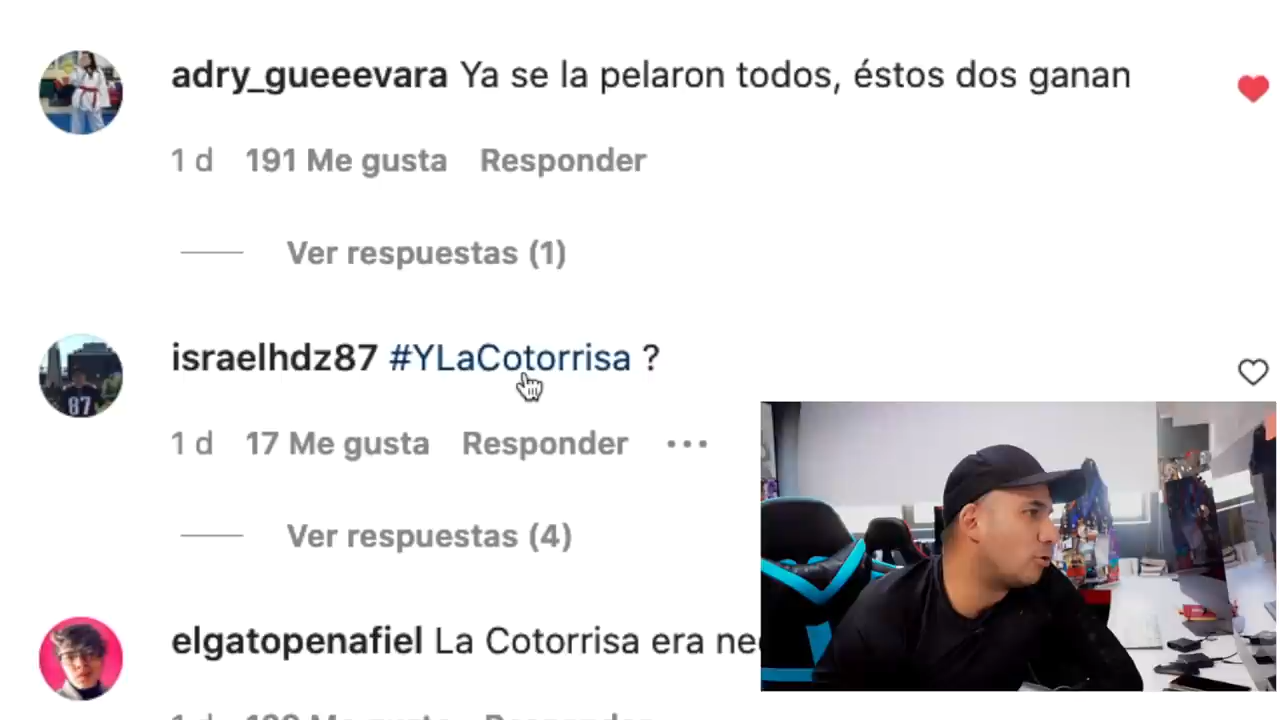 adry_gueeevara Ya se la pelaron todos, éstos dos ganan
1 d 191 Me gusta Responder
Ver respuestas (1)
israelhdz87 #YLaCotorrisa ?
1 d 17 Me gusta Responder ...
Ver respuestas (4)
87
elgatopenafiel La Cotorrisa era